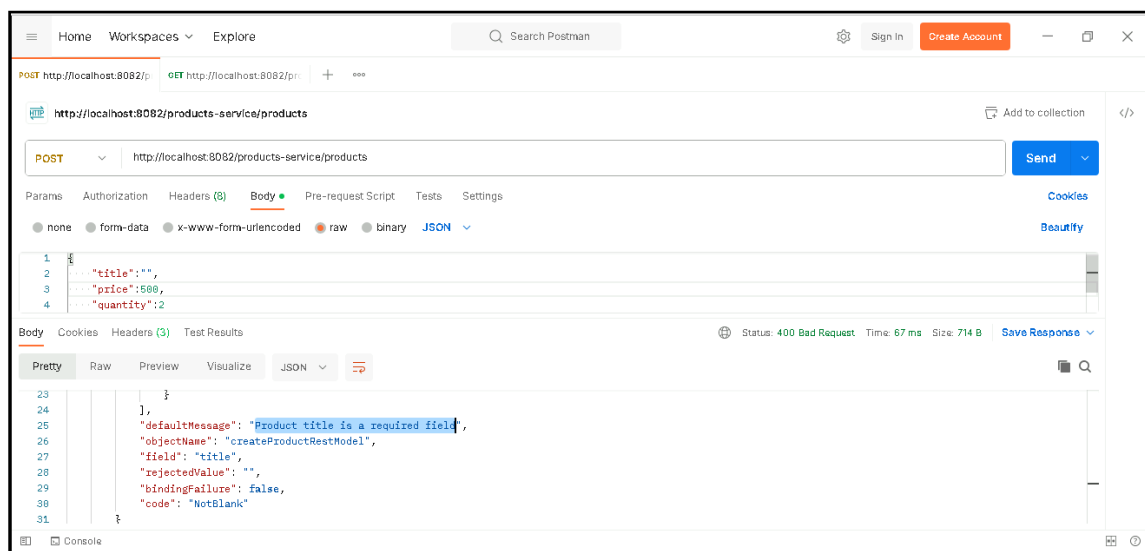 Home Workspaces Explore Search Postman Sign In Create Account
POST http://localhost:8082/p GET http://localhost:8082/pro
HTTP http://localhost:8082/products-service/products Add to collection </>
POST http://localhost:8082/products-service/products Send
Params Authorization Headers (8) Body Pre-request Script Tests Settings Cookies
none form-data x-www-form-urlencoded raw binary JSON Beautify
1 {
2 ····"title":"",
3 ····"price":500,
4 ····"quantity":2
Body Cookies Headers (3) Test Results Status: 400 Bad Request Time: 67 ms Size: 714 B Save Response
Pretty Raw Preview Visualize JSON
23 }
24 ],
25 "defaultMessage": "Product title is a required field",
26 "objectName": "createProductRestModel",
27 "field": "title",
28 "rejectedValue": "",
29 "bindingFailure": false,
30 "code": "NotBlank"
31 }
Console